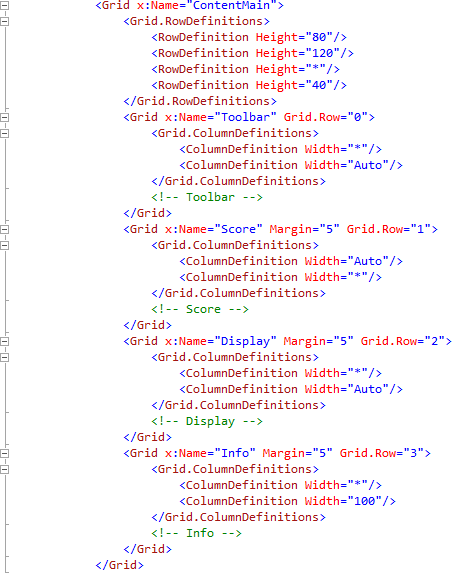 <Grid x:Name="ContentMain">
<Grid.RowDefinitions>
<RowDefinition Height="80"/>
<RowDefinition Height="120"/>
<RowDefinition Height="*"/>
<RowDefinition Height="40"/>
</Grid.RowDefinitions>
<Grid x:Name="Toolbar" Grid.Row="0">
<Grid.ColumnDefinitions>
<ColumnDefinition Width="*"/>
<ColumnDefinition Width="Auto"/>
</Grid.ColumnDefinitions>
<!-- Toolbar -->
</Grid>
<Grid x:Name="Score" Margin="5" Grid.Row="1">
<Grid.ColumnDefinitions>
<ColumnDefinition Width="Auto"/>
<ColumnDefinition Width="*"/>
</Grid.ColumnDefinitions>
<!-- Score -->
</Grid>
<Grid x:Name="Display" Margin="5" Grid.Row="2">
<Grid.ColumnDefinitions>
<ColumnDefinition Width="*"/>
<ColumnDefinition Width="Auto"/>
</Grid.ColumnDefinitions>
<!-- Display -->
</Grid>
<Grid x:Name="Info" Margin="5" Grid.Row="3">
<Grid.ColumnDefinitions>
<ColumnDefinition Width="*"/>
<ColumnDefinition Width="100"/>
</Grid.ColumnDefinitions>
<!-- Info -->
</Grid>
</Grid>